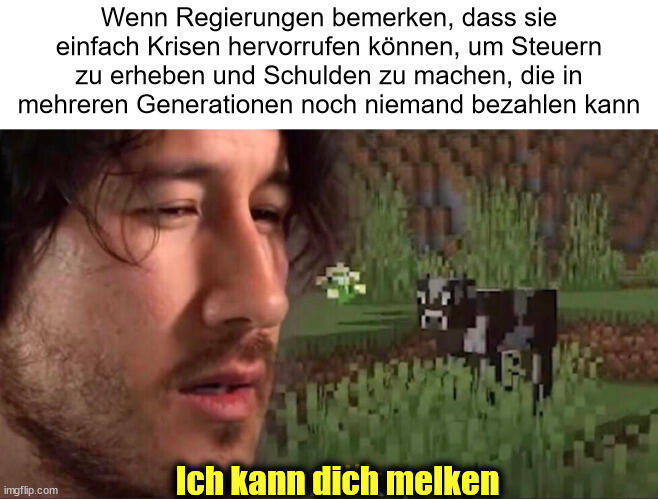 Wenn Regierungen bemerken, dass sie
einfach Krisen hervorrufen können, um Steuern
zu erheben und Schulden zu machen, die in
mehreren Generationen noch niemand bezahlen kann
Ich kann dich melken
imgflip.com